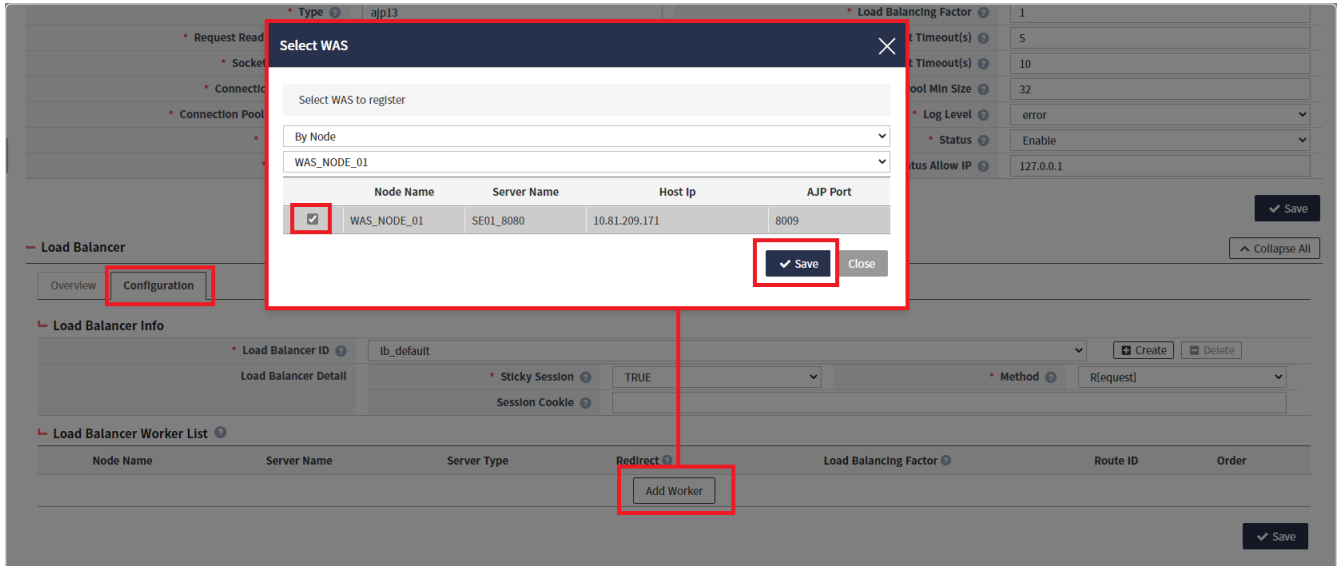 * Type ajp13 * Load Balancing Factor 1
* Request Read t Timeout(s) 5
* Socket t Timeout(s) 10
* Connectio ool Min Size 32
* Connection Pool * Log Level error
* * Status Enable
* tus Allow IP 127.0.0.1
Select WAS
Select WAS to register
By Node
WAS_NODE_01
Node Name Server Name Host Ip AJP Port
WAS_NODE_01 SE01_8080 10.81.209.171 8009
Save Close
Save
Load Balancer Collapse All
Overview Configuration
Load Balancer Info
* Load Balancer ID lb_default Create Delete
Load Balancer Detail * Sticky Session TRUE * Method R[equest]
Session Cookie
Load Balancer Worker List
Node Name Server Name Server Type Redirect Load Balancing Factor Route ID Order
Add Worker
Save